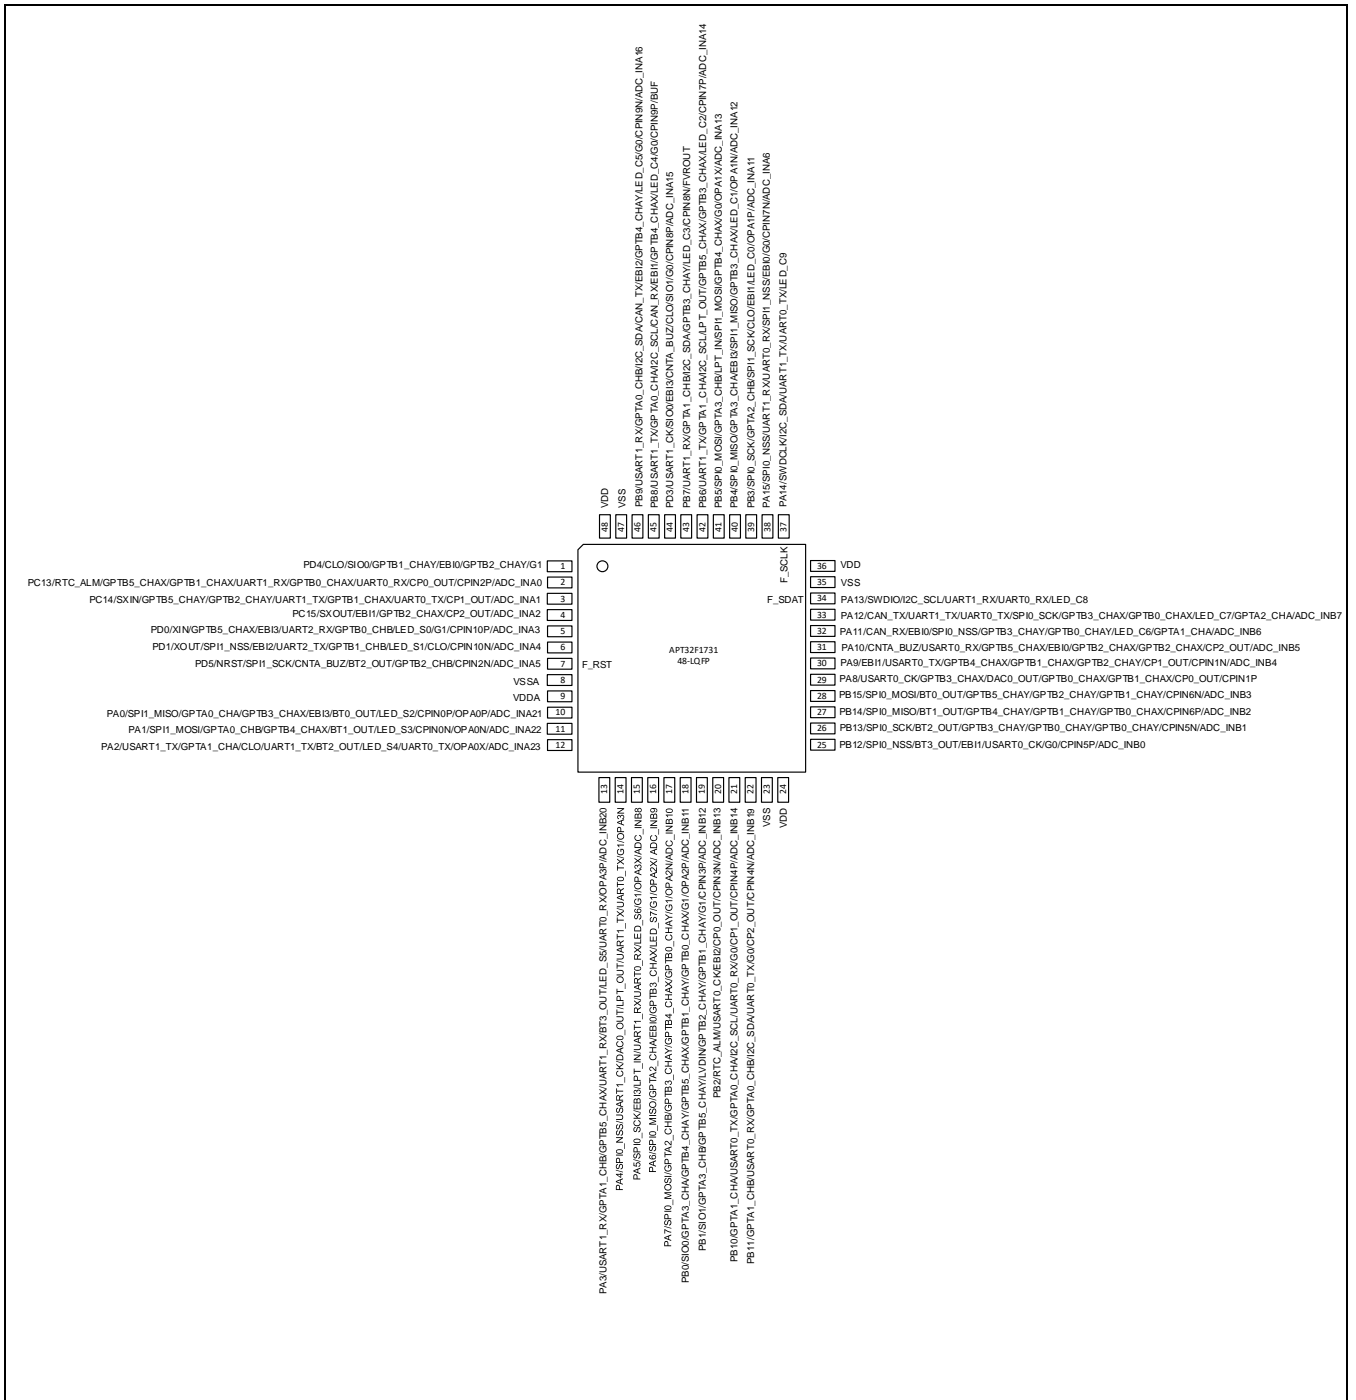 PB9/USART1_RX/GPTA0_CHB/I2C_SDA/CAN_TX/EBI2/GPTB4_CHAY/LED_C5/G0/CPIN9N/ADC_INA16
PB8/USART1_TX/GPTA0_CHA/I2C_SCL/CAN_RX/EBI1/GPTB4_CHAX/LED_C4/G0/CPIN9P/BUF
PD3/USART1_CK/SIO0/EBI3/CNTA_BUZ/CLO/SIO1/G0/CPIN8P/ADC_INA15
PB7/UART1_RX/GPTA1_CHB/I2C_SDA/GPTB3_CHAY/LED_C3/CPIN8N/FVROUT
PB6/UART1_TX/GPTA1_CHA/I2C_SCL/LPT_OUT/GPTB5_CHAX/GPTB3_CHAX/LED_C2/CPIN7P/ADC_INA14
PB5/SPI0_MOSI/GPTA3_CHB/LPT_IN/SPI1_MOSI/GPTB4_CHAX/G0/OPA1X/ADC_INA13
PB4/SPI0_MISO/GPTA3_CHA/EBI3/SPI1_MISO/GPTB3_CHAX/LED_C1/OPA1N/ADC_INA12
PB3/SPI0_SCK/GPTA2_CHB/SPI1_SCK/CLO/EBI1/LED_C0/OPA1P/ADC_INA11
PA15/SPI0_NSS/UART1_RX/UART0_RX/SPI1_NSS/EBI0/G0/CPIN7N/ADC_INA6
PA14/SWDCLK/I2C_SDA/UART1_TX/UART0_TX/LED_C9
VDD
VSS
48
47
46
45
44
43
42
41
40
39
38
37
PD4/CLO/SIO0/GPTB1_CHAY/EBI0/GPTB2_CHAY/G1 1
PC13/RTC_ALM/GPTB5_CHAX/GPTB1_CHAX/UART1_RX/GPTB0_CHAX/UART0_RX/CP0_OUT/CPIN2P/ADC_INA0 2
PC14/SXIN/GPTB5_CHAY/GPTB2_CHAY/UART1_TX/GPTB1_CHAX/UART0_TX/CP1_OUT/ADC_INA1 3
PC15/SXOUT/EBI1/GPTB2_CHAX/CP2_OUT/ADC_INA2 4
PD0/XIN/GPTB5_CHAX/EBI3/UART2_RX/GPTB0_CHB/LED_S0/G1/CPIN10P/ADC_INA3 5
PD1/XOUT/SPI1_NSS/EBI2/UART2_TX/GPTB1_CHB/LED_S1/CLO/CPIN10N/ADC_INA4 6
PD5/NRST/SPI1_SCK/CNTA_BUZ/BT2_OUT/GPTB2_CHB/CPIN2N/ADC_INA5 7
VSSA 8
VDDA 9
PA0/SPI1_MISO/GPTA0_CHA/GPTB3_CHAX/EBI3/BT0_OUT/LED_S2/CPIN0P/OPA0P/ADC_INA21 10
PA1/SPI1_MOSI/GPTA0_CHB/GPTB4_CHAX/BT1_OUT/LED_S3/CPIN0N/OPA0N/ADC_INA22 11
PA2/USART1_TX/GPTA1_CHA/CLO/UART1_TX/BT2_OUT/LED_S4/UART0_TX/OPA0X/ADC_INA23 12
F_SCLK
F_SDAT
F_RST
APT32F1731
48-LQFP
36 VDD
35 VSS
34 PA13/SWDIO/I2C_SCL/UART1_RX/UART0_RX/LED_C8
33 PA12/CAN_TX/UART1_TX/UART0_TX/SPI0_SCK/GPTB3_CHAX/GPTB0_CHAX/LED_C7/GPTA2_CHA/ADC_INB7
32 PA11/CAN_RX/EBI0/SPI0_NSS/GPTB3_CHAY/GPTB0_CHAY/LED_C6/GPTA1_CHA/ADC_INB6
31 PA10/CNTA_BUZ/USART0_RX/GPTB5_CHAX/EBI0/GPTB2_CHAX/GPTB2_CHAX/CP2_OUT/ADC_INB5
30 PA9/EBI1/USART0_TX/GPTB4_CHAX/GPTB1_CHAX/GPTB2_CHAY/CP1_OUT/CPIN1N/ADC_INB4
29 PA8/USART0_CK/GPTB3_CHAX/DAC0_OUT/GPTB0_CHAX/GPTB1_CHAX/CP0_OUT/CPIN1P
28 PB15/SPI0_MOSI/BT0_OUT/GPTB5_CHAY/GPTB2_CHAY/GPTB1_CHAY/CPIN6N/ADC_INB3
27 PB14/SPI0_MISO/BT1_OUT/GPTB4_CHAY/GPTB1_CHAY/GPTB0_CHAX/CPIN6P/ADC_INB2
26 PB13/SPI0_SCK/BT2_OUT/GPTB3_CHAY/GPTB0_CHAY/GPTB0_CHAY/CPIN5N/ADC_INB1
25 PB12/SPI0_NSS/BT3_OUT/EBI1/USART0_CK/G0/CPIN5P/ADC_INB0
13
14
15
16
17
18
19
20
21
22
23
24
PA3/USART1_RX/GPTA1_CHB/GPTB5_CHAX/UART1_RX/BT3_OUT/LED_S5/UART0_RX/OPA3P/ADC_INB20
PA4/SPI0_NSS/USART1_CK/DAC0_OUT/LPT_OUT/UART1_TX/UART0_TX/G1/OPA3N
PA5/SPI0_SCK/EBI3/LPT_IN/UART1_RX/UART0_RX/LED_S6/G1/OPA3X/ADC_INB8
PA6/SPI0_MISO/GPTA2_CHA/EBI0/GPTB3_CHAX/LED_S7/G1/OPA2X/ ADC_INB9
PA7/SPI0_MOSI/GPTA2_CHB/GPTB3_CHAY/GPTB4_CHAX/GPTB0_CHAY/G1/OPA2N/ADC_INB10
PB0/SIO0/GPTA3_CHA/GPTB4_CHAY/GPTB5_CHAX/GPTB1_CHAY/GPTB0_CHAX/G1/OPA2P/ADC_INB11
PB1/SIO1/GPTA3_CHB/GPTB5_CHAY/LVDIN/GPTB2_CHAY/GPTB1_CHAY/G1/CPIN3P/ADC_INB12
PB2/RTC_ALM/USART0_CK/EBI2/CP0_OUT/CPIN3N/ADC_INB13
PB10/GPTA1_CHA/USART0_TX/GPTA0_CHA/I2C_SCL/UART0_RX/G0/CP1_OUT/CPIN4P/ADC_INB14
PB11/GPTA1_CHB/USART0_RX/GPTA0_CHB/I2C_SDA/UART0_TX/G0/CP2_OUT/CPIN4N/ADC_INB19
VSS
VDD